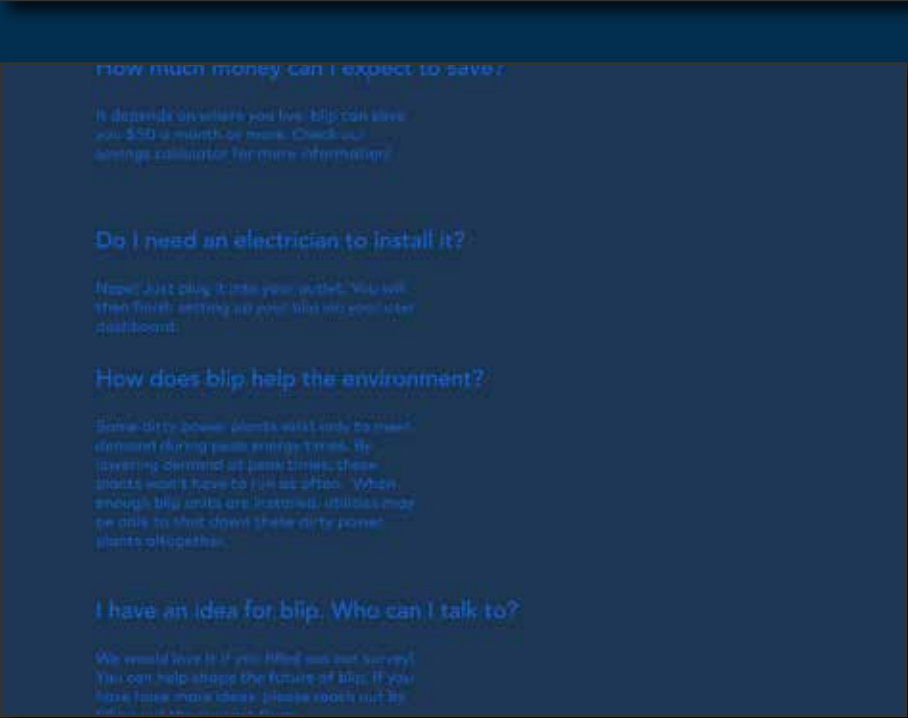 How much money can I expect to save?
It depends on where you live. blip can save
you $50 a month or more. Check our
savings calculator for more information!
Do I need an electrician to install it?
Nope! Just plug it into your outlet. You will
then finish setting up your blip via your user
dashboard.
How does blip help the environment?
Some dirty power plants exist only to meet
demand during peak energy times. By
lowering demand at peak times, these
plants won't have to run as often. When
enough blip units are installed, utilities may
be able to shut down these dirty power
plants altogether.
I have an idea for blip. Who can I talk to?
We would love it if you filled out our survey!
You can help shape the future of blip. If you
have more ideas, please reach out by